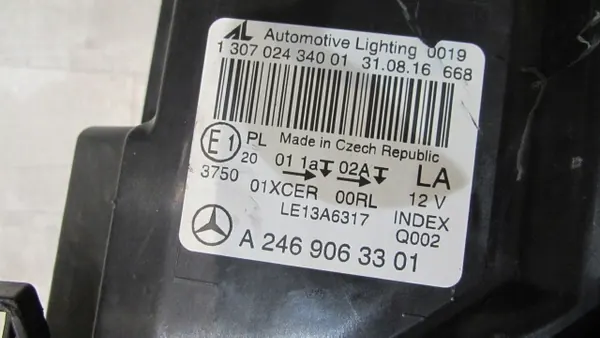 AL Automotive Lighting 0019
1 307 024 340 01 31.08.16 668
E1 PL Made in Czech Republic
20 01 1a 02A LA
3750 01XCER 00RL 12 V
LE13A6317 INDEX
Q002
A 246 906 33 01